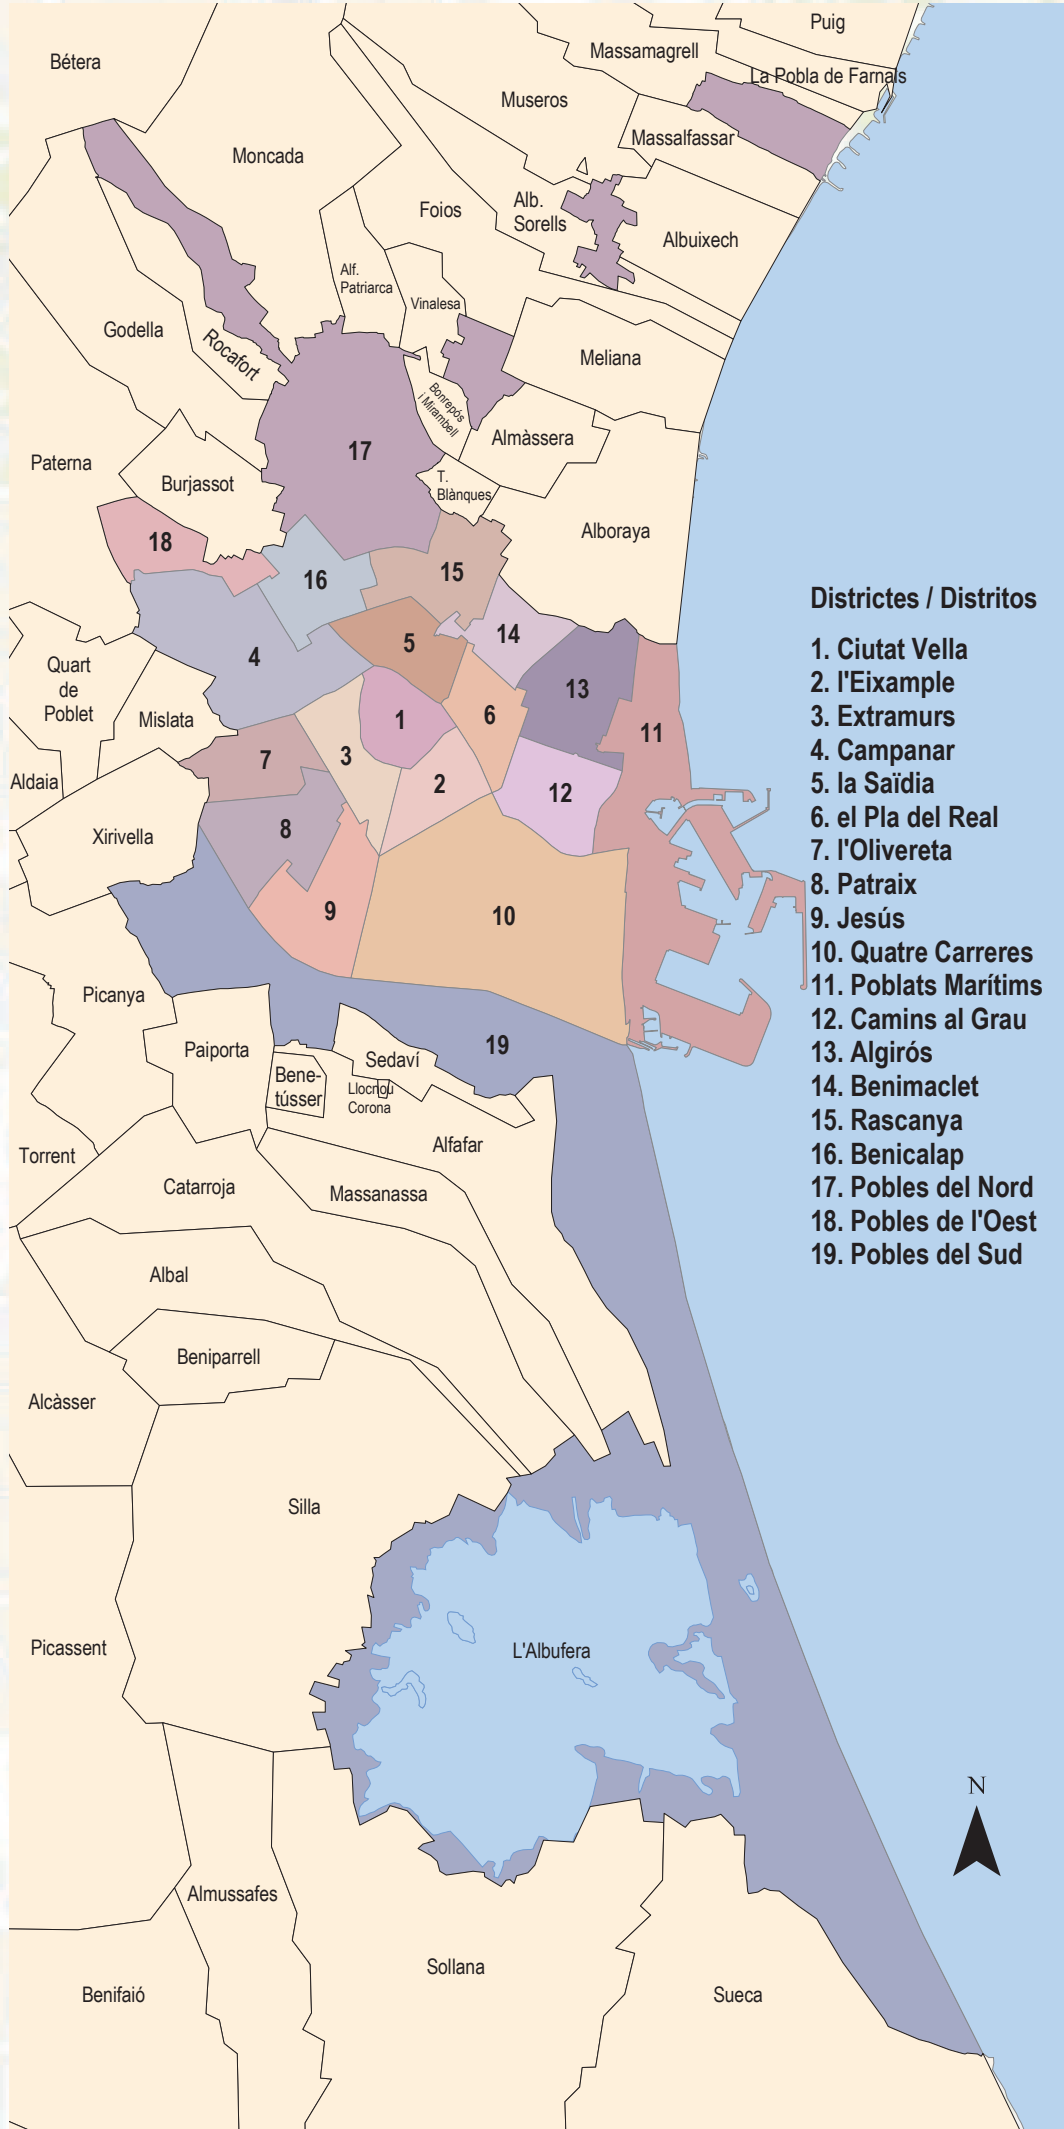 Puig
Bétera
Massamagrell
La Pobla de Farnals
Museros
Massalfassar
Moncada
Foios
Alb.
Sorells
Albuixech
Alf.
Patriarca
Vinalesa
Godella
Rocafort
Meliana
Bonrepòs
i Mirambell
Almàssera
17
Paterna
Burjassot
T.
Blànques
Alboraya
18
16
15
14
5
4
13
Quart
de
Poblet
Mislata
1
6
11
3
7
2
12
Aldaia
8
Xirivella
9
10
Districtes / Distritos
1. Ciutat Vella
2. l'Eixample
3. Extramurs
4. Campanar
5. la Saïdia
6. el Pla del Real
7. l'Olivereta
8. Patraix
9. Jesús
10. Quatre Carreres
11. Poblats Marítims
12. Camins al Grau
13. Algirós
14. Benimaclet
15. Rascanya
16. Benicalap
17. Pobles del Nord
18. Pobles de l'Oest
19. Pobles del Sud
Picanya
Paiporta
19
Sedaví
Bene-
tússer
Llocnou
Corona
Torrent
Alfafar
Catarroja
Massanassa
Albal
Beniparrell
Alcàsser
Silla
Picassent
L'Albufera
N
Almussafes
Sollana
Benifaió
Sueca